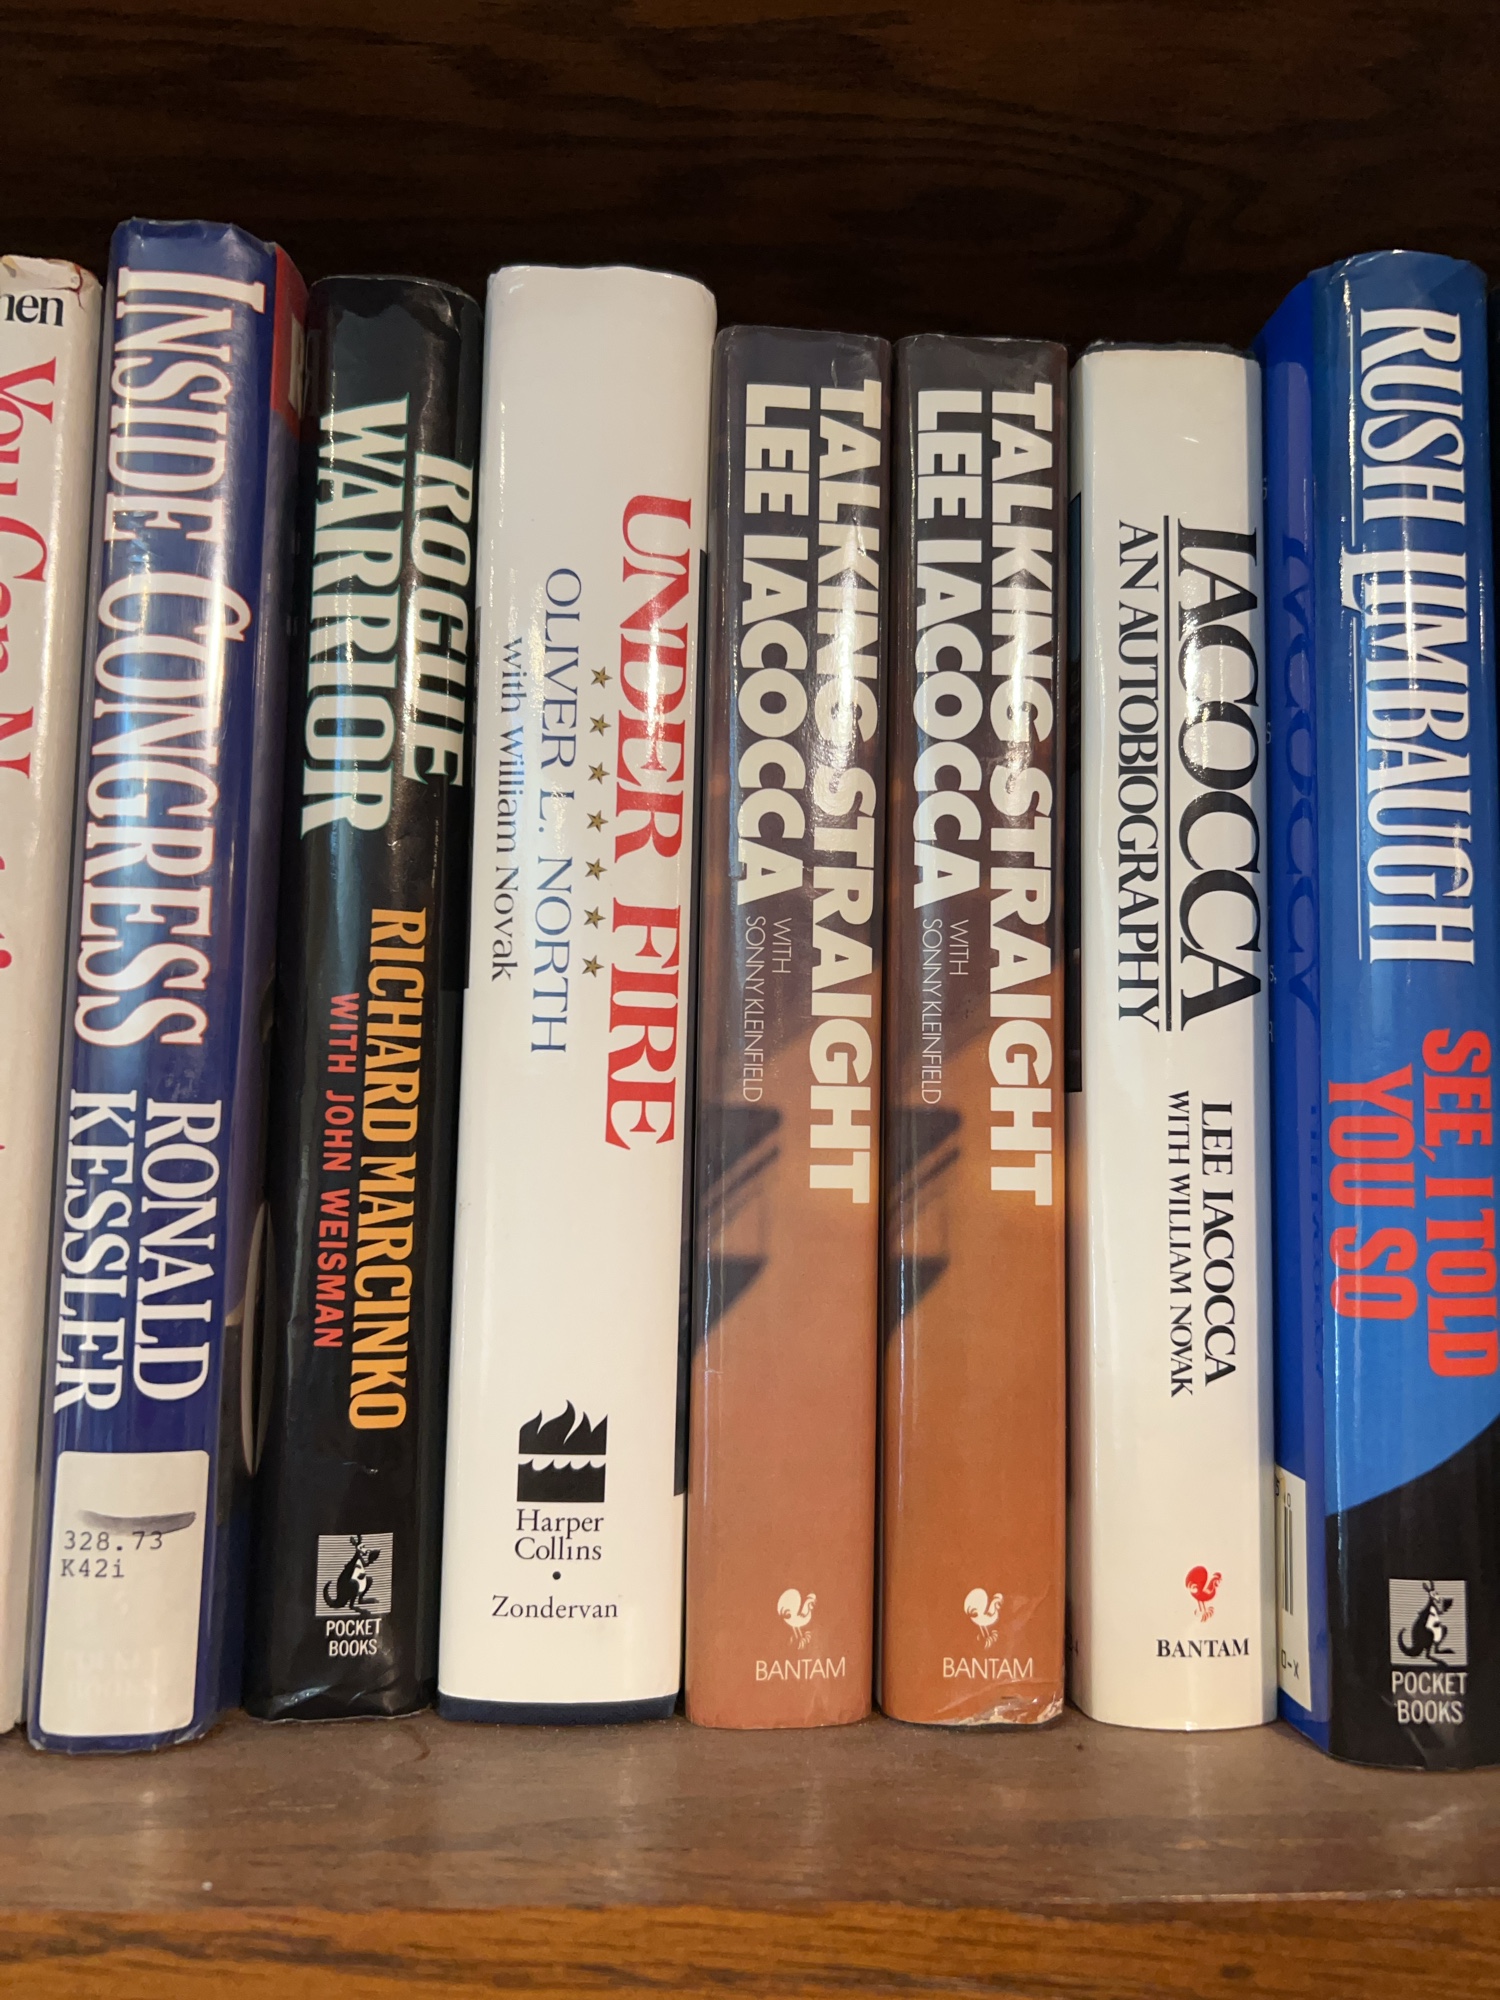 You Can N
INSIDE CONGRESS
RONALD
KESSLER
328.73
K42i
ROGUE
WARRIOR
RICHARD MARCINKO
WITH JOHN WEISMAN
POCKET
BOOKS
UNDER FIRE
OLIVER L. NORTH
with William Novak
Harper
Collins
Zondervan
TALKING STRAIGHT
LEE IACOCCA
WITH
SONNY KLEINFIELD
BANTAM
TALKING STRAIGHT
LEE IACOCCA
WITH
SONNY KLEINFIELD
BANTAM
IACOCCA
AN AUTOBIOGRAPHY
LEE IACOCCA
WITH WILLIAM NOVAK
BANTAM
RUSH LIMBAUGH
SEE, I TOLD
YOU SO
POCKET
BOOKS